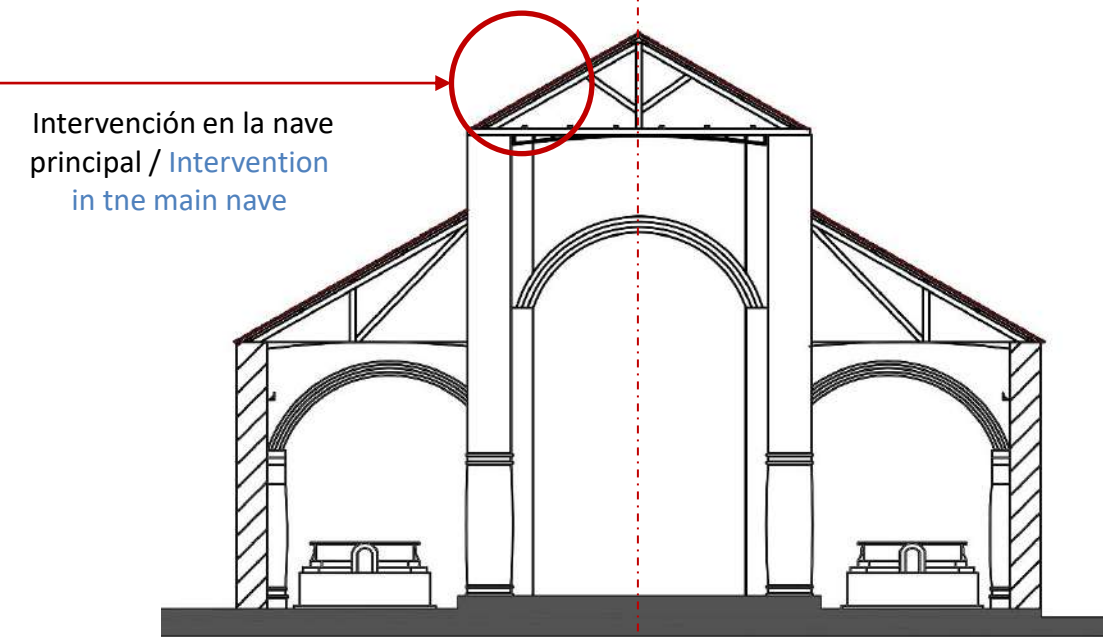 Intervención en la nave
principal / Intervention
in tne main nave